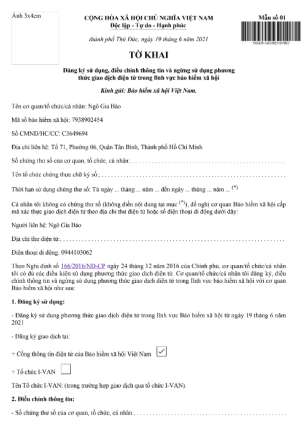 Ảnh 3x4cm
CỘNG HÒA XÃ HỘI CHỦ NGHĨA VIỆT NAM
Độc lập - Tự do - Hạnh phúc
Mẫu số 01
thành phố Thủ Đức, ngày 19 tháng 6 năm 2021
TỜ KHAI
Đăng ký sử dụng, điều chỉnh thông tin và ngừng sử dụng phương
thức giao dịch điện tử trong lĩnh vực bảo hiểm xã hội
Kính gửi: Bảo hiểm xã hội Việt Nam.
Tên cơ quan/tổ chức/cá nhân: Ngô Gia Bảo
Mã số bảo hiểm xã hội: 7938902454
Số CMND/HC/CC: C3649694
Địa chỉ liên hệ: Tổ 71, Phường 06, Quận Tân Bình, Thành phố Hồ Chí Minh
Số chứng thư số của cơ quan, tổ chức, cá nhân:
Tên tổ chức chứng thực chữ ký số:
Thời hạn sử dụng chứng thư số: Từ ngày ... tháng ... năm ... đến ngày ... tháng ... năm ... (*)
Cá nhân tôi không có chứng thư số (không điền nội dung tại mục (*), đề nghị cơ quan Bảo hiểm xã hội cấp
mã xác thực giao dịch điện tử theo địa chỉ thư điện tử hoặc số điện thoại di động dưới đây:
Người liên hệ: Ngô Gia Bảo
Địa chỉ thư điện tử:
Điện thoại di động: 0944103062
Theo Nghị định số 166/2016/NĐ-CP ngày 24 tháng 12 năm 2016 của Chính phủ, cơ quan/tổ chức/cá nhân
tôi có đủ các điều kiện sử dụng phương thức giao dịch điện tử. Cơ quan/tổ chức/cá nhân tôi đăng ký, điều
chỉnh thông tin và ngừng sử dụng phương thức giao dịch điện tử trong lĩnh vực bảo hiểm xã hội với cơ quan
Bảo hiểm xã hội như sau:
1. Đăng ký sử dụng:
- Đăng ký sử dụng phương thức giao dịch điện tử trong lĩnh vực Bảo hiểm xã hội từ ngày 19 tháng 6 năm
2021
- Đăng ký giao dịch tại:
+ Cổng thông tin điện tử của Bảo hiểm xã hội Việt Nam ✓
+ Tổ chức I-VAN
Tên Tổ chức I-VAN: (trong trường hợp giao dịch qua tổ chức I-VAN).
2. Điều chỉnh thông tin:
- Số chứng thư số của cơ quan, tổ chức, cá nhân: